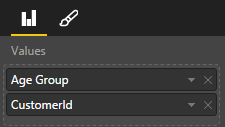 Values
Age Group
CustomerId